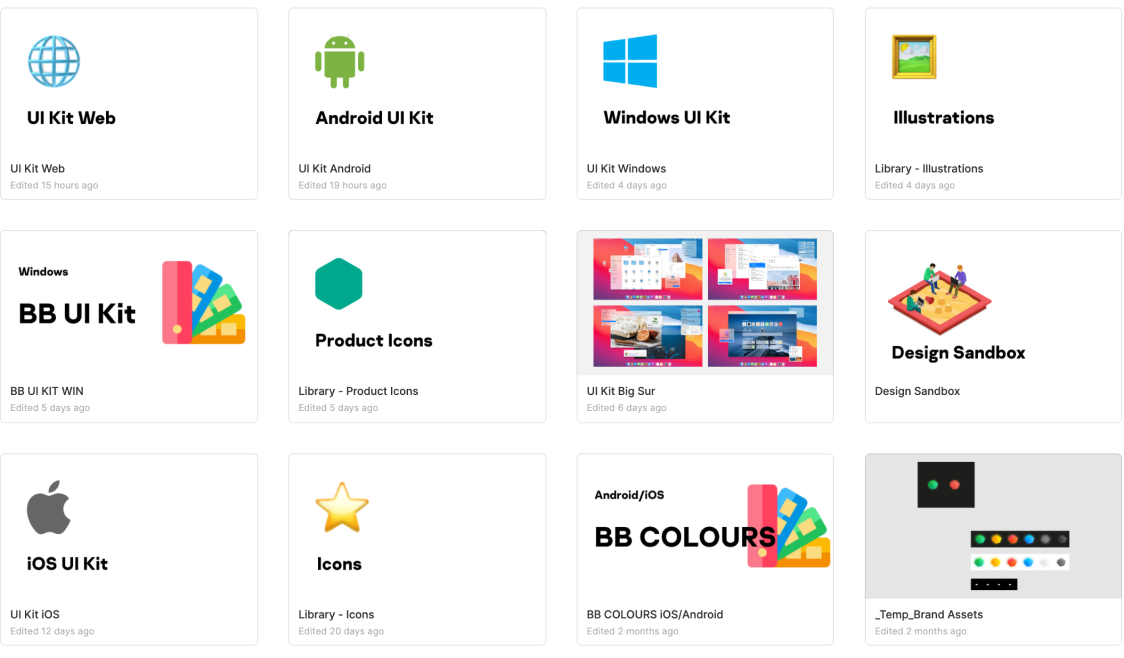 UI Kit Web
UI Kit Web
Edited 15 hours ago
Android UI Kit
UI Kit Android
Edited 19 hours ago
Windows UI Kit
UI Kit Windows
Edited 4 days ago
Illustrations
Library - Illustrations
Edited 4 days ago
Windows
BB UI Kit
BB UI KIT WIN
Edited 5 days ago
Product Icons
Library - Product Icons
Edited 5 days ago
UI Kit Big Sur
Edited 6 days ago
Design Sandbox
Design Sandbox
iOS UI Kit
UI Kit iOS
Edited 12 days ago
Icons
Library - Icons
Edited 20 days ago
Android/iOS
BB COLOURS
BB COLOURS iOS/Android
Edited 2 months ago
_Temp_Brand Assets
Edited 2 months ago